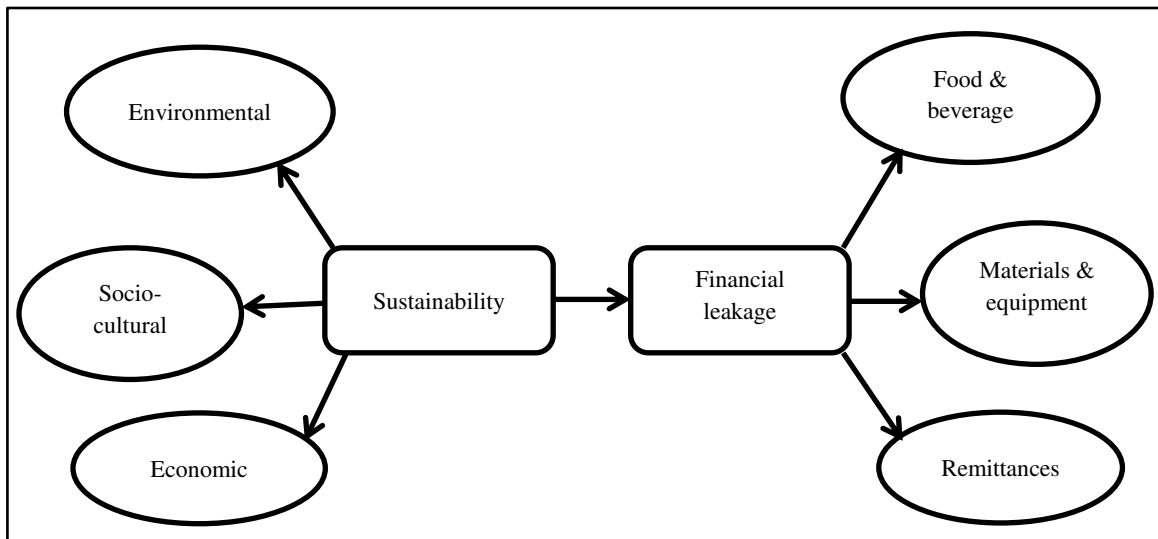 Environmental
Socio-
cultural
Economic
Sustainability
Financial
leakage
Food &
beverage
Materials &
equipment
Remittances